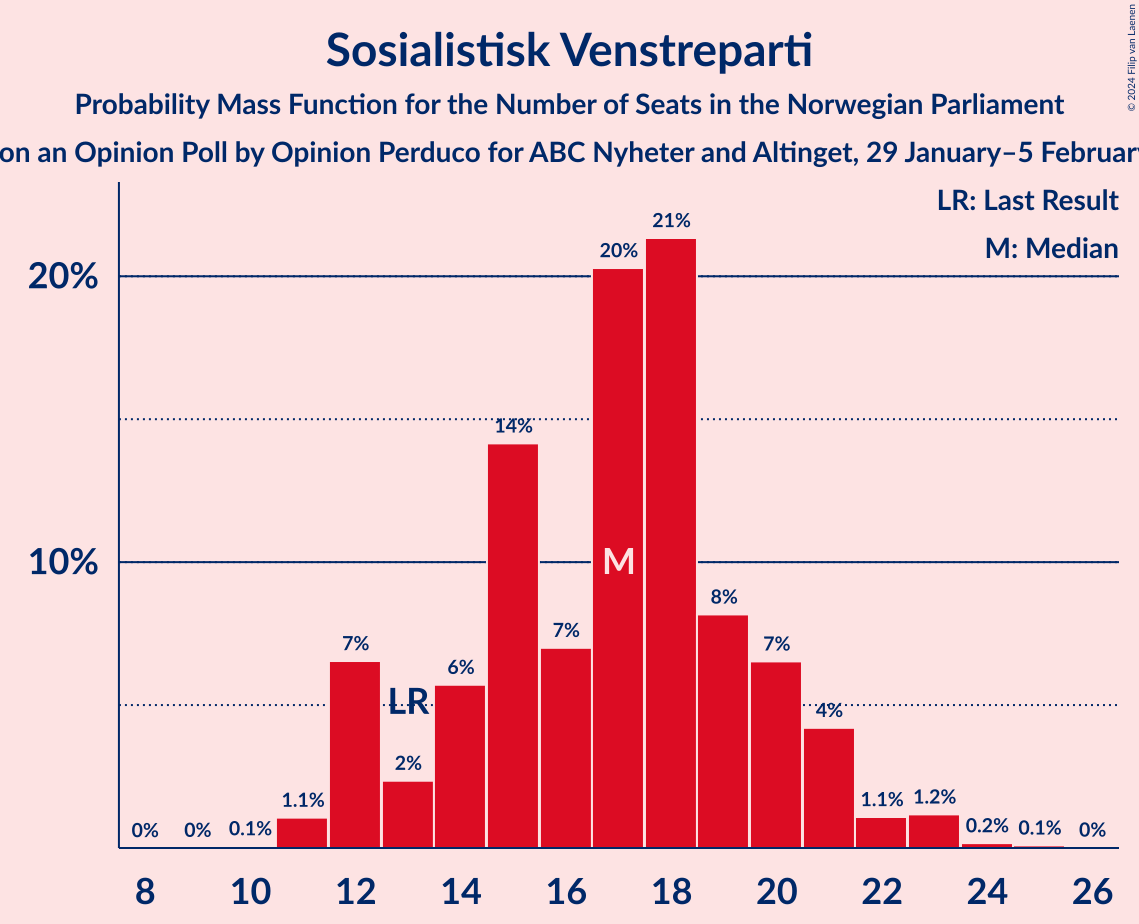 Sosialistisk Venstreparti
Probability Mass Function for the Number of Seats in the Norwegian Parliament
on an Opinion Poll by Opinion Perduco for ABC Nyheter and Altinget, 29 January–5 February
© 2024 Filip van Laenen
LR: Last Result
M: Median
20%
10%
0%
0%
0.1%
1.1%
7%
2%
6%
14%
7%
20%
21%
8%
7%
4%
1.1%
1.2%
0.2%
0.1%
0%
LR
M
8 10 12 14 16 18 20 22 24 26